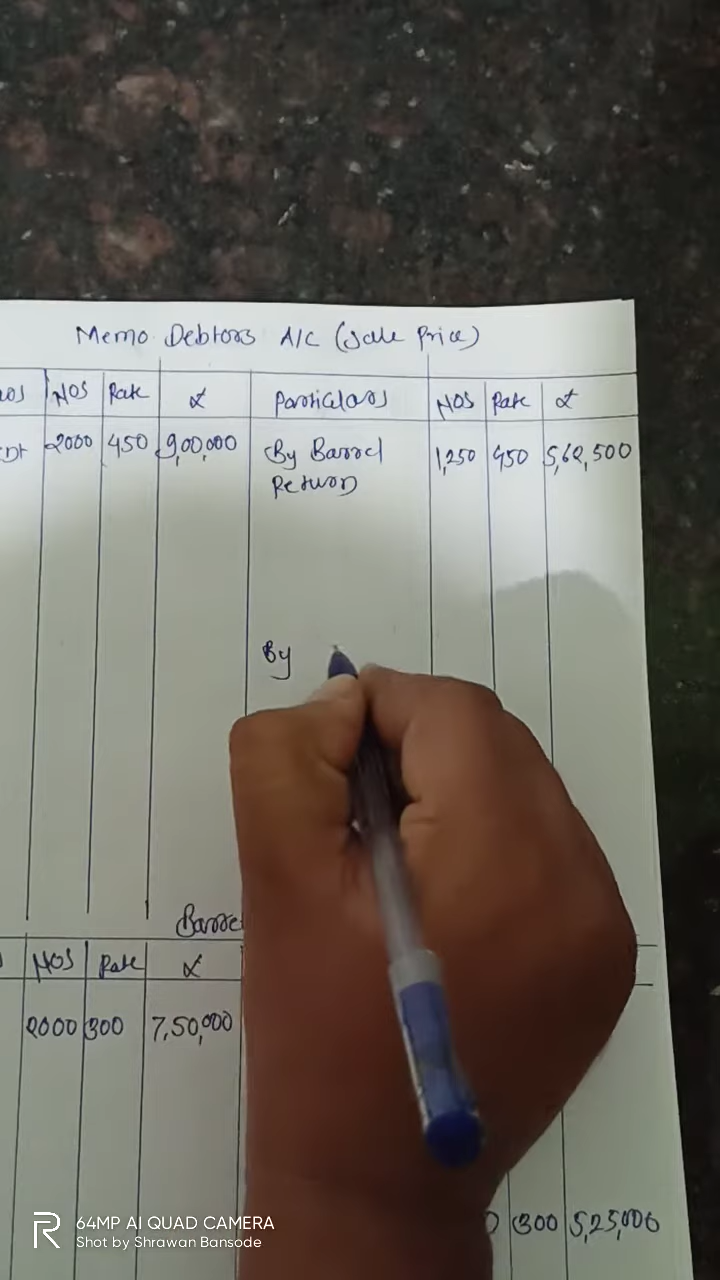 Memo Debtors A/C (Sale Price)
NOS Rate ₹ Particulars NOS Rate ₹
2000 450 9,00,000 By Barrel 1,250 450 5,62,500
Return
By
NOS Rate ₹
2000 300 7,50,000
300 5,25,000
64MP AI QUAD CAMERA
Shot by Shrawan Bansode